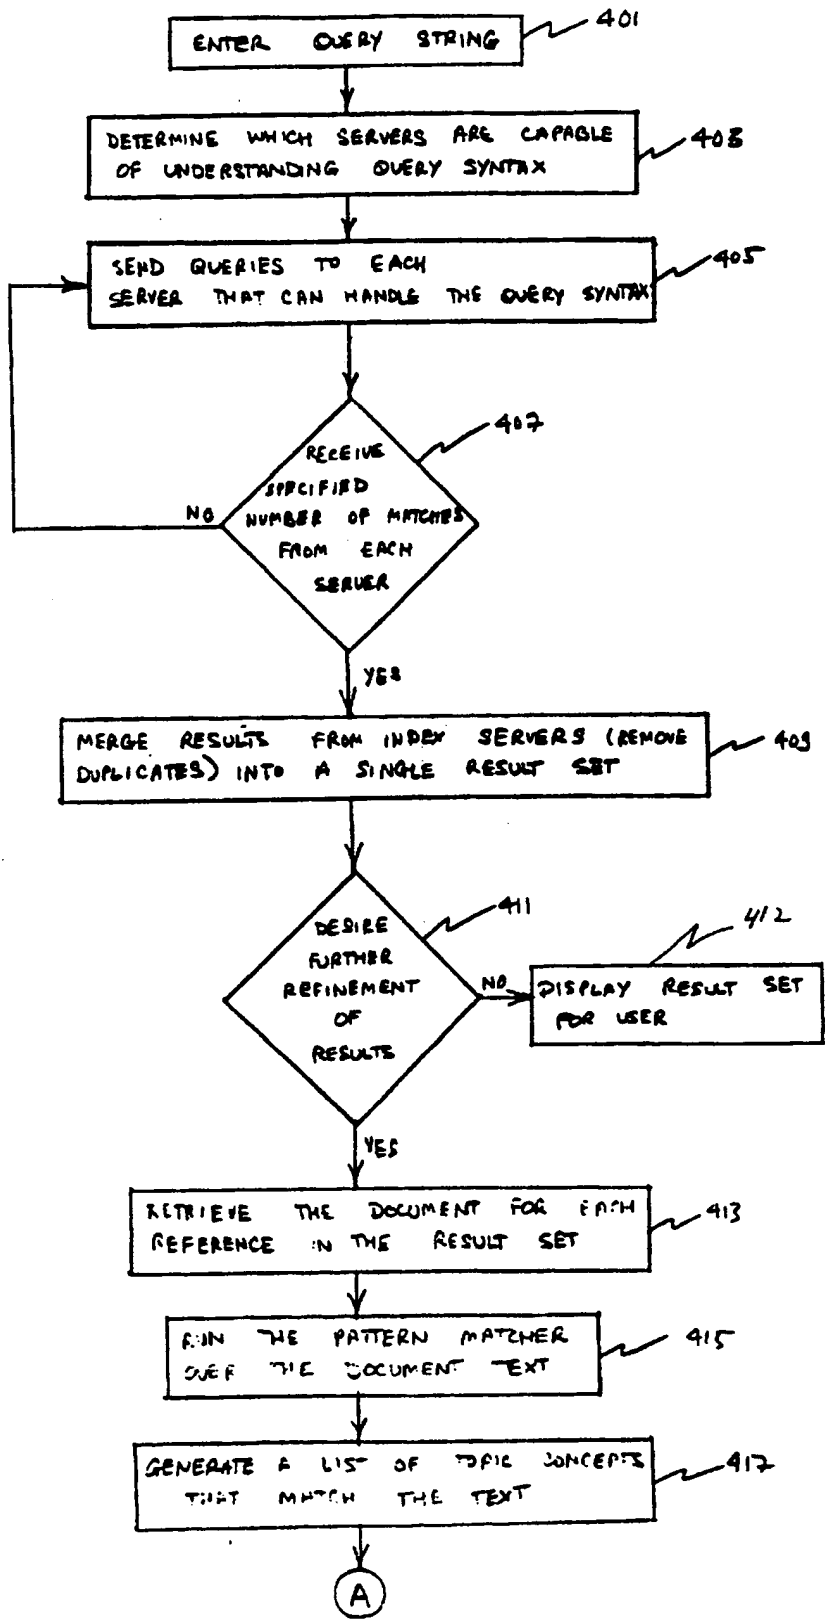 ENTER QUERY STRING
401
DETERMINE WHICH SERVERS ARE CAPABLE
OF UNDERSTANDING QUERY SYNTAX
403
SEND QUERIES TO EACH
SERVER THAT CAN HANDLE THE QUERY SYNTAX
405
RECEIVE
SPECIFIED
NUMBER OF MATCHES
FROM EACH
SERVER
407
NO
YES
MERGE RESULTS FROM INDEX SERVERS (REMOVE
DUPLICATES) INTO A SINGLE RESULT SET
409
DESIRE
FURTHER
REFINEMENT
OF
RESULTS
411
NO
412
DISPLAY RESULT SET
FOR USER
YES
RETRIEVE THE DOCUMENT FOR EACH
REFERENCE IN THE RESULT SET
413
RUN THE PATTERN MATCHER
OVER THE DOCUMENT TEXT
415
GENERATE A LIST OF TOPIC CONCEPTS
THAT MATCH THE TEXT
417
A